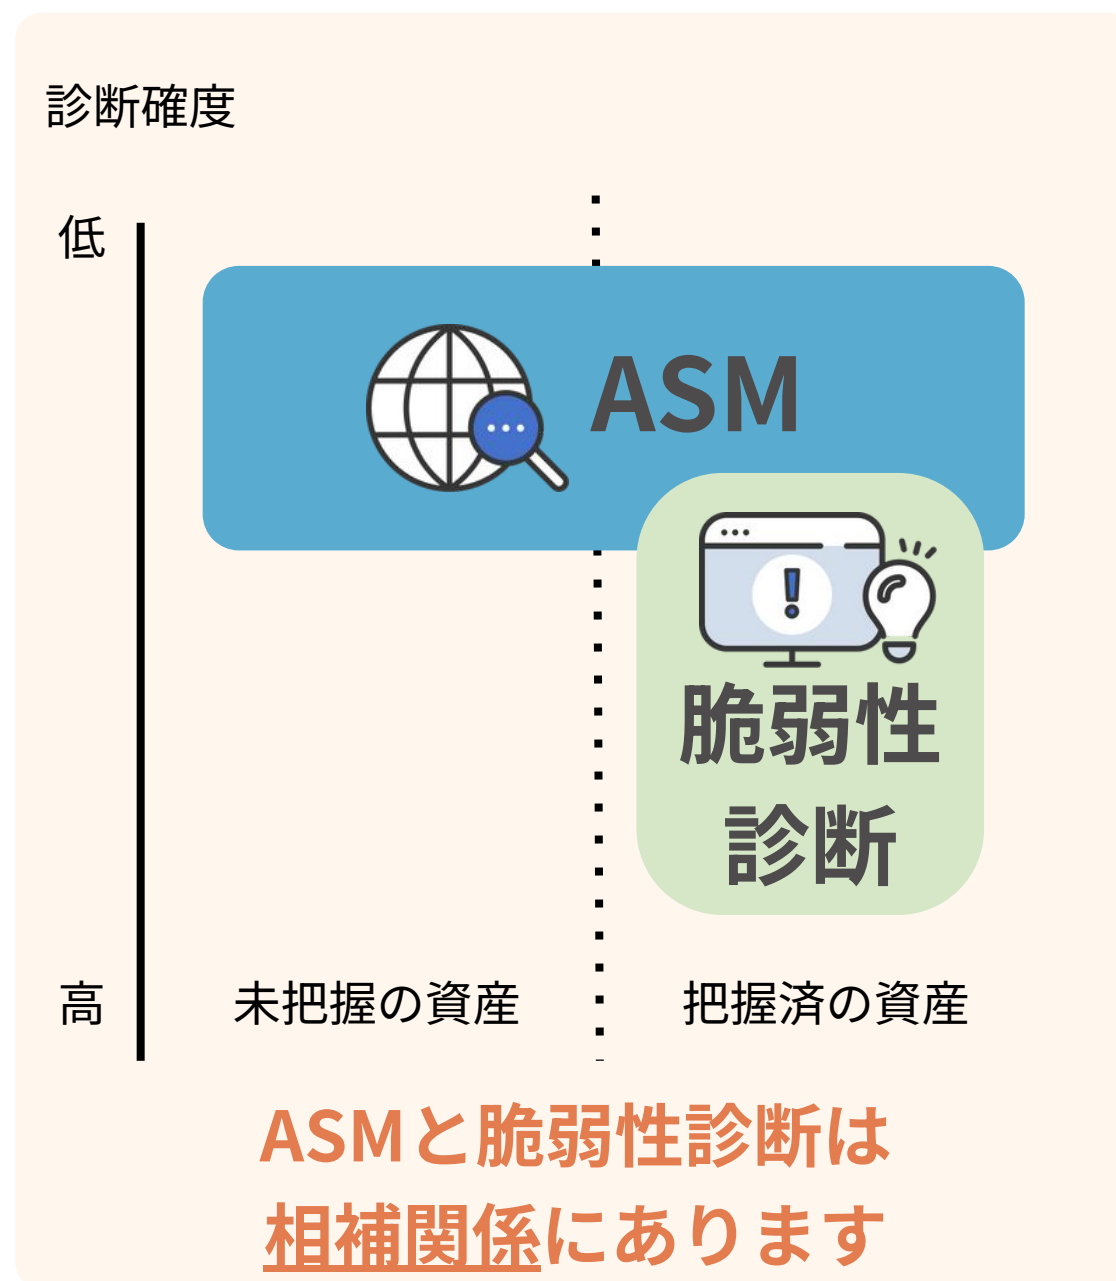 診断確度
低
ASM
脆弱性
診断
高
未把握の資産
把握済の資産
ASMと脆弱性診断は
相補関係にあります